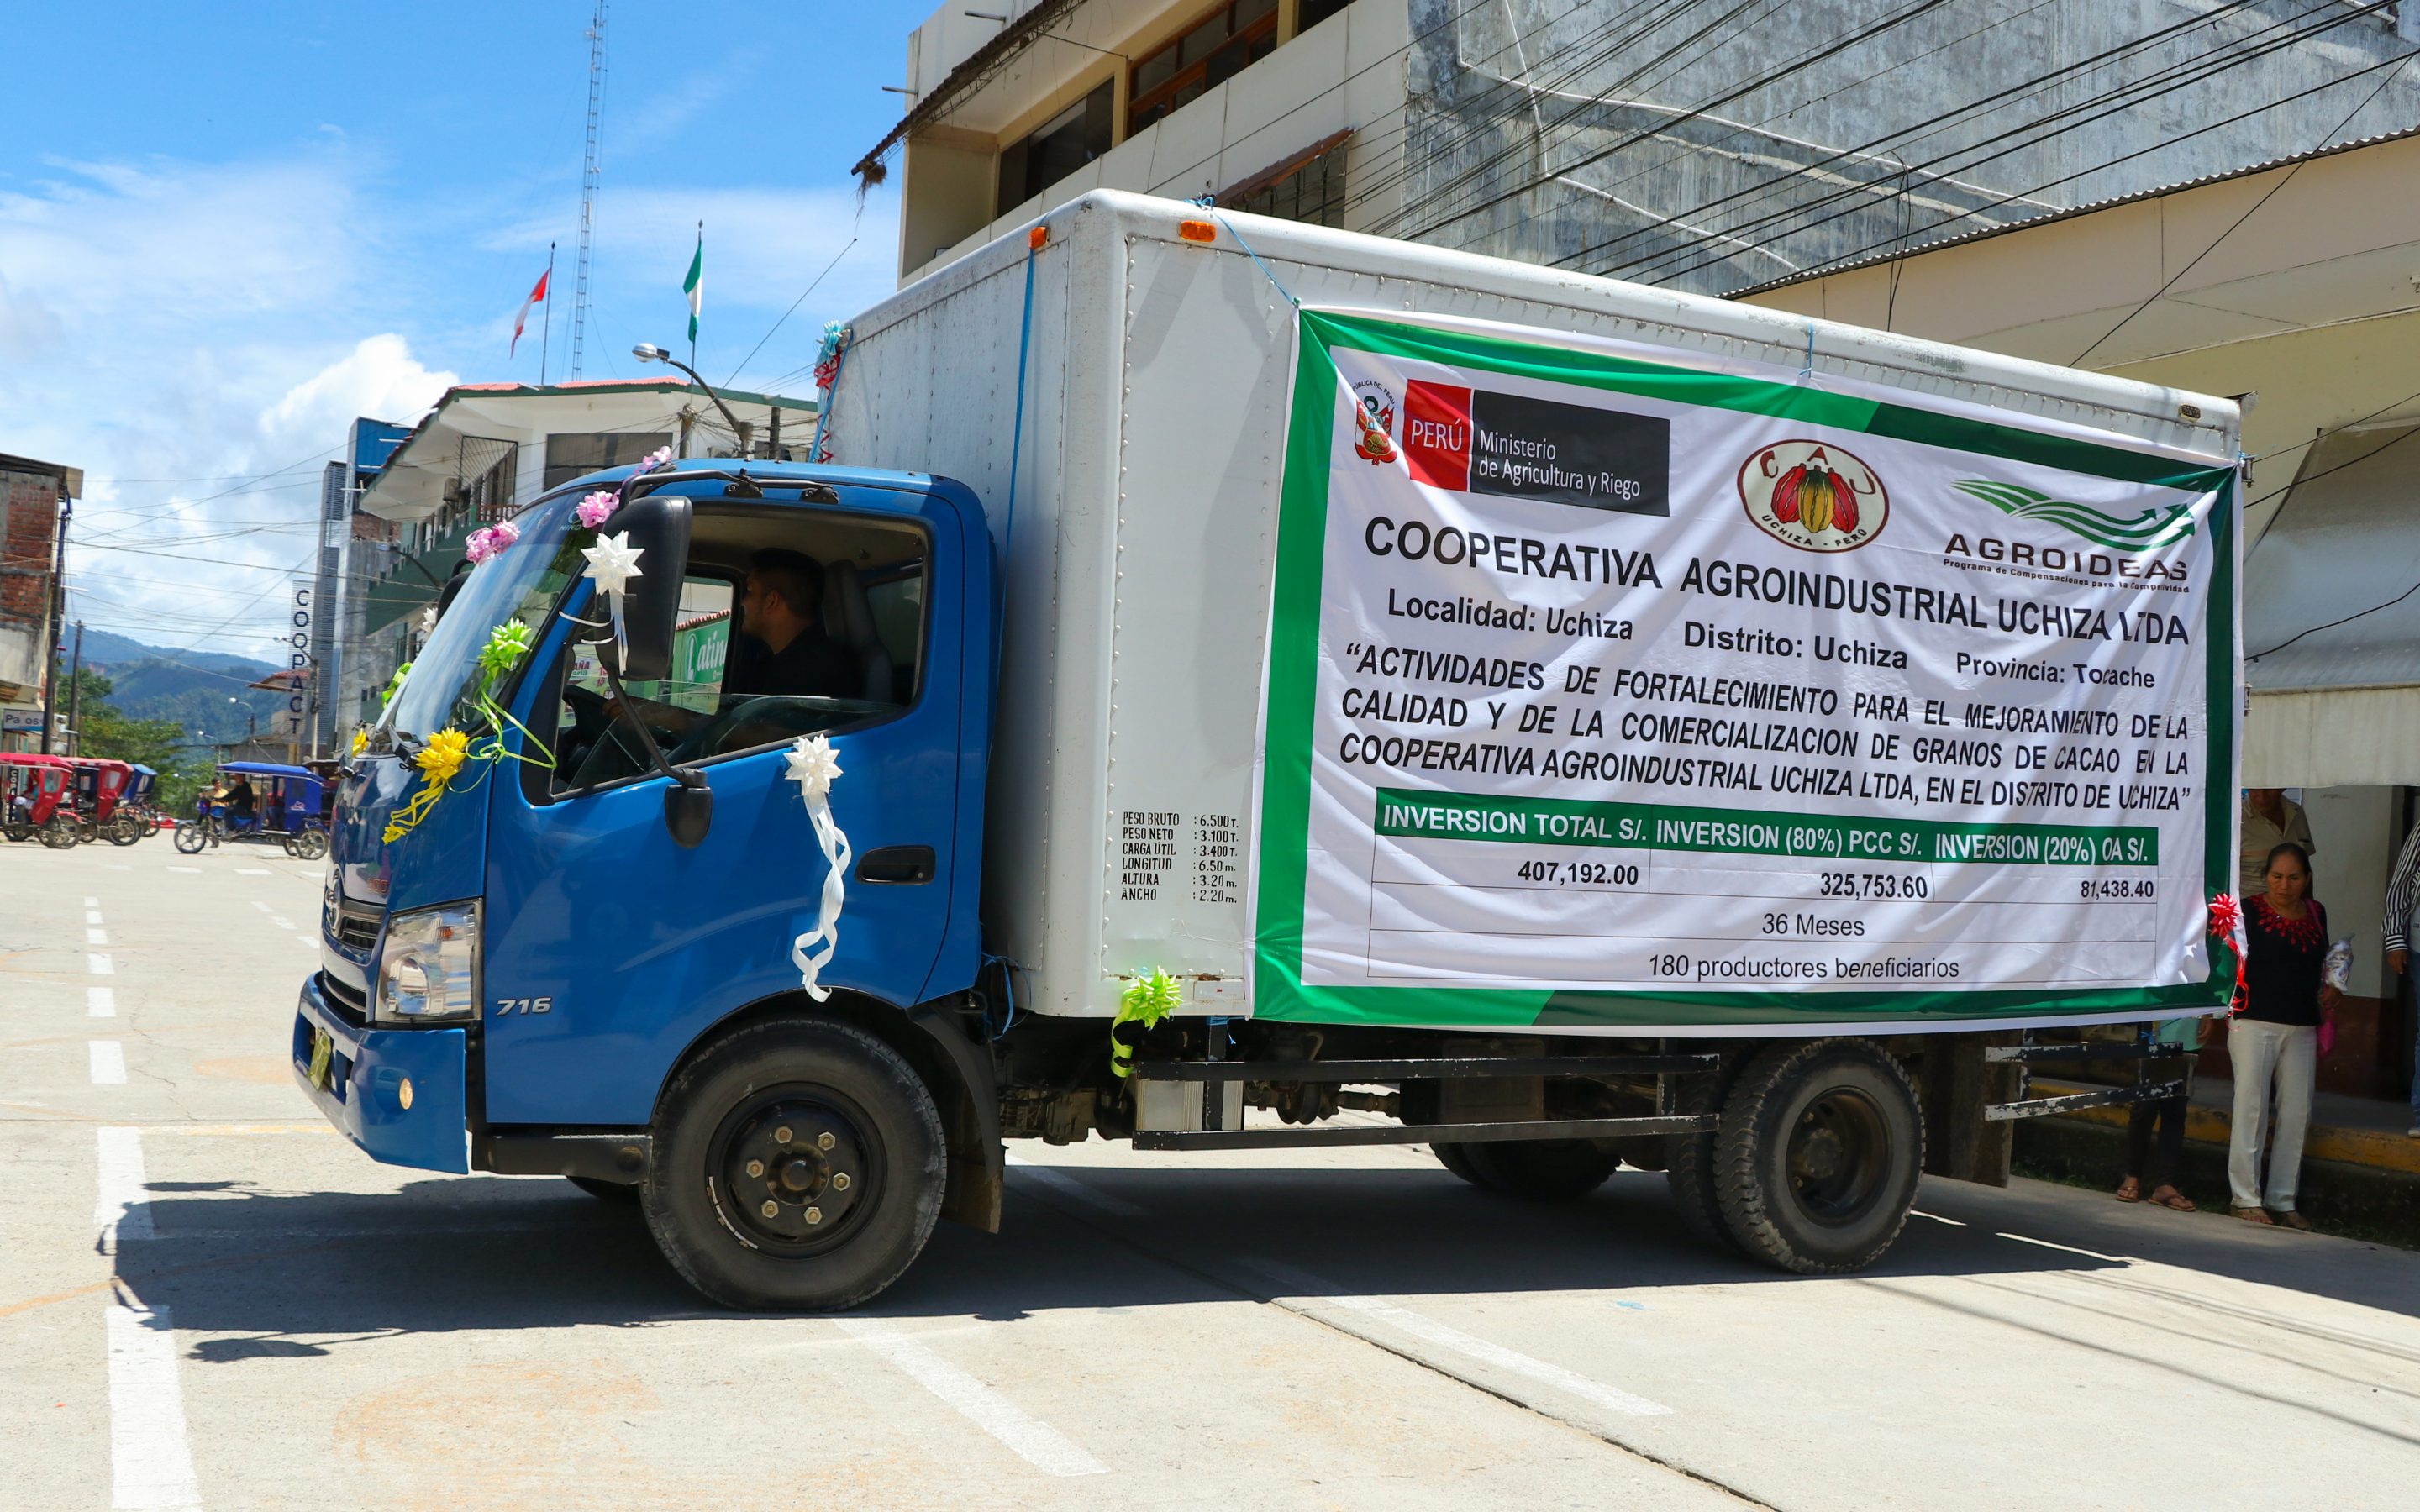 COOPACT
PERÚ
Ministerio
de Agricultura y Riego
CAU
UCHIZA - PERÚ
AGROIDEAS
Programa de Compensaciones para la Competividad
COOPERATIVA AGROINDUSTRIAL UCHIZA LTDA
Localidad: Uchiza Distrito: Uchiza Provincia: Tocache
“ACTIVIDADES DE FORTALECIMIENTO PARA EL MEJORAMIENTO DE LA
CALIDAD Y DE LA COMERCIALIZACION DE GRANOS DE CACAO EN LA
COOPERATIVA AGROINDUSTRIAL UCHIZA LTDA, EN EL DISTRITO DE UCHIZA”
INVERSION TOTAL S/. INVERSION (80%) PCC S/. INVERSION (20%) OA S/.
407,192.00 325,753.60 81,438.40
36 Meses
180 productores beneficiarios
PESO BRUTO : 6.500 T.
PESO NETO : 3.100 T.
CARGA ÚTIL : 3.400 T.
LONGITUD : 6.50 m.
ALTURA : 3.20 m.
ANCHO : 2.20 m.
716